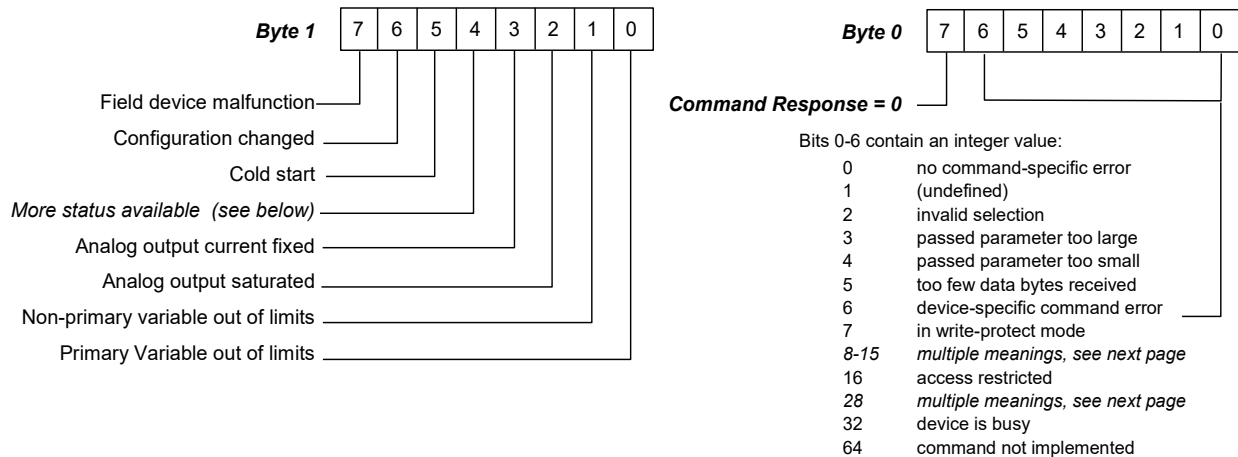 Byte 1 7 6 5 4 3 2 1 0
Field device malfunction
Configuration changed
Cold start
More status available (see below)
Analog output current fixed
Analog output saturated
Non-primary variable out of limits
Primary Variable out of limits
Byte 0 7 6 5 4 3 2 1 0
Command Response = 0
Bits 0-6 contain an integer value:
0 no command-specific error
1 (undefined)
2 invalid selection
3 passed parameter too large
4 passed parameter too small
5 too few data bytes received
6 device-specific command error
7 in write-protect mode
8-15 multiple meanings, see next page
16 access restricted
28 multiple meanings, see next page
32 device is busy
64 command not implemented